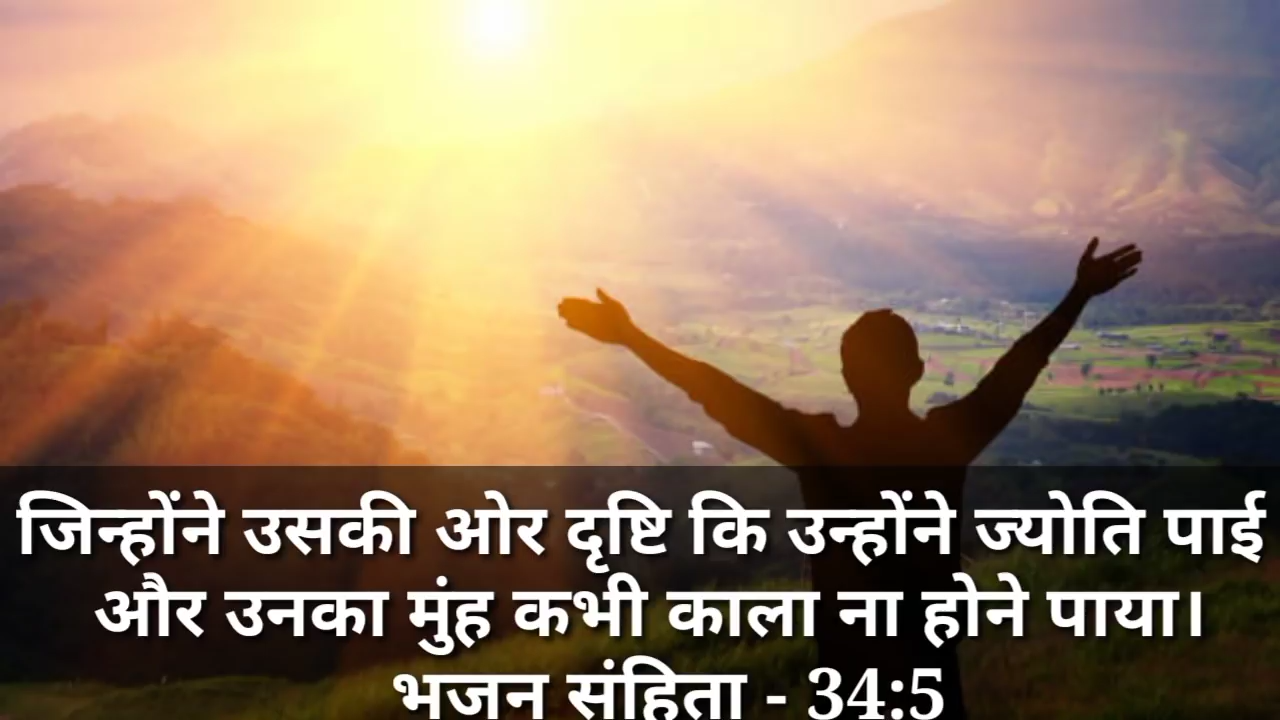 जिन्होंने उसकी ओर दृष्टि कि उन्होंने ज्योति पाई
और उनका मुंह कभी काला ना होने पाया।
भजन संहिता - 34:5